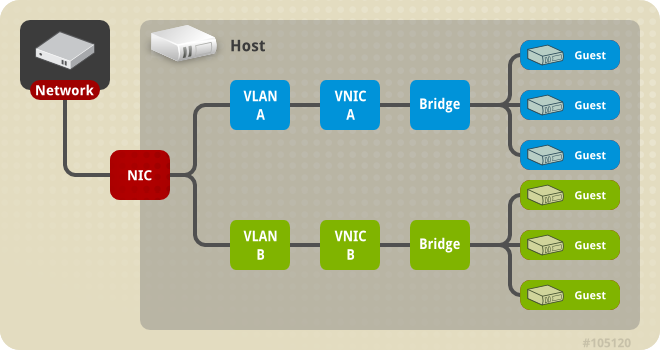 Host
Network
NIC
VLAN
A
VNIC
A
Bridge
Guest
Guest
Guest
VLAN
B
VNIC
B
Bridge
Guest
Guest
Guest
#105120